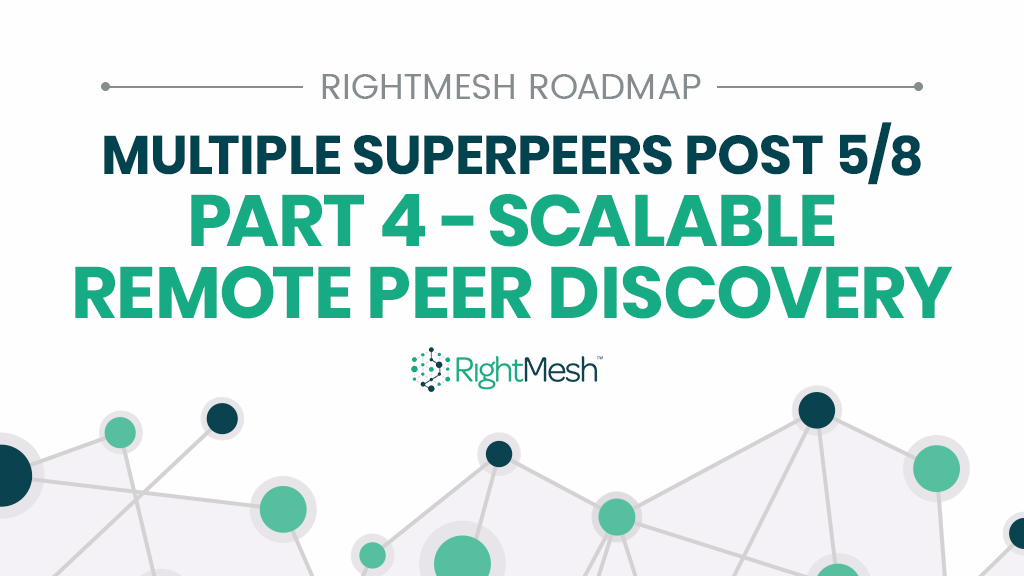 RIGHTMESH ROADMAP
MULTIPLE SUPERPEERS POST 5/8
PART 4 – SCALABLE
REMOTE PEER DISCOVERY
RightMesh™